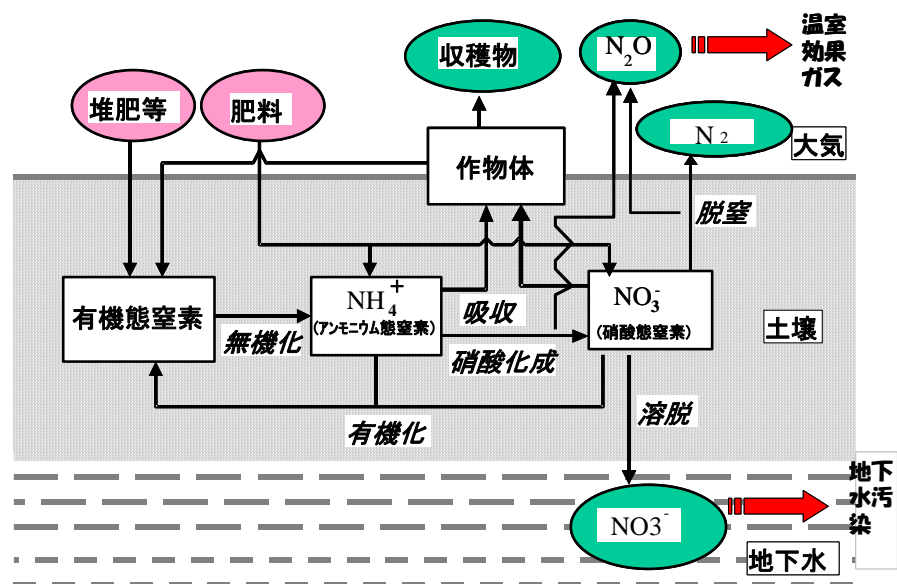 収穫物
N2O
温室
効果
ガス
堆肥等
肥料
N 2
大気
作物体
脱窒
有機態窒素
NH4+
(アンモニウム態窒素)
NO3-
(硝酸態窒素)
吸収
無機化
硝酸化成
土壌
有機化
溶脱
地下
水汚
染
NO3-
地下水